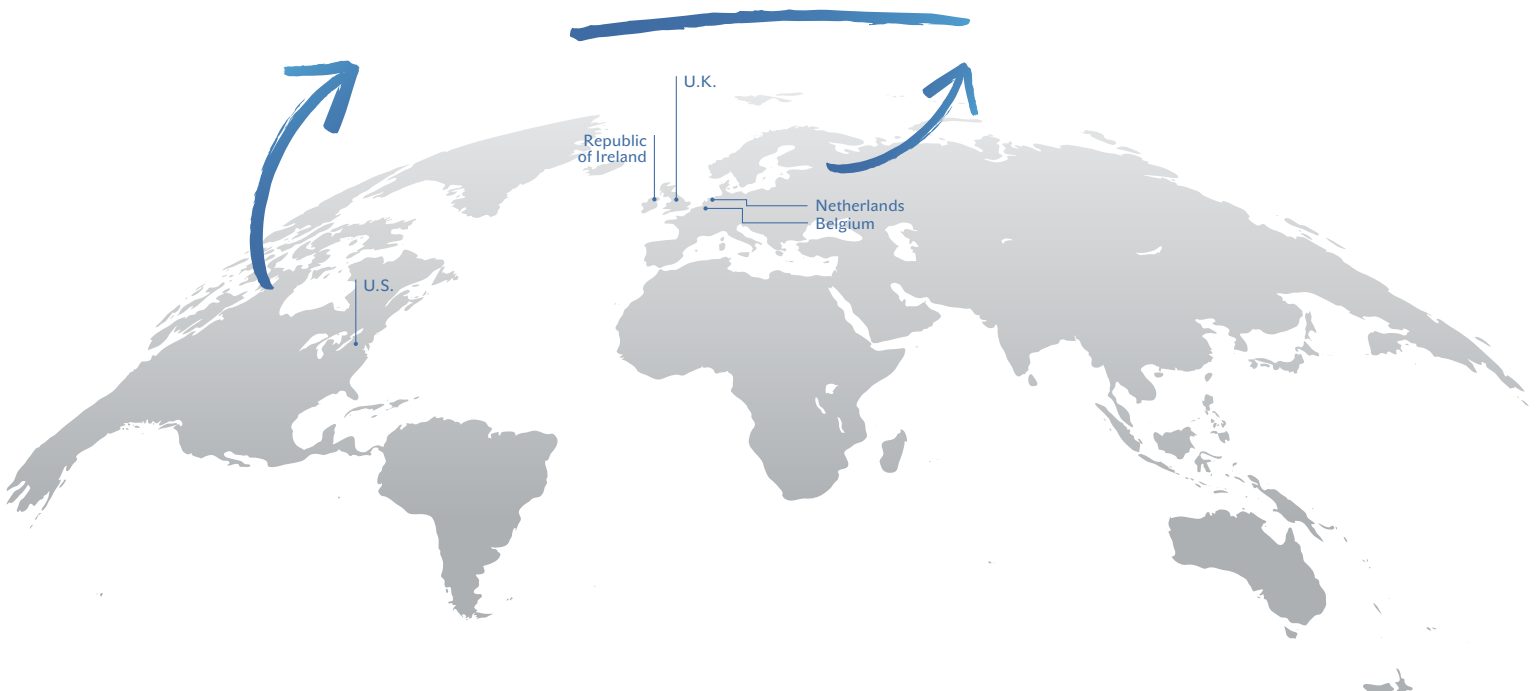 U.K.
Republic
of Ireland
Netherlands
Belgium
U.S.